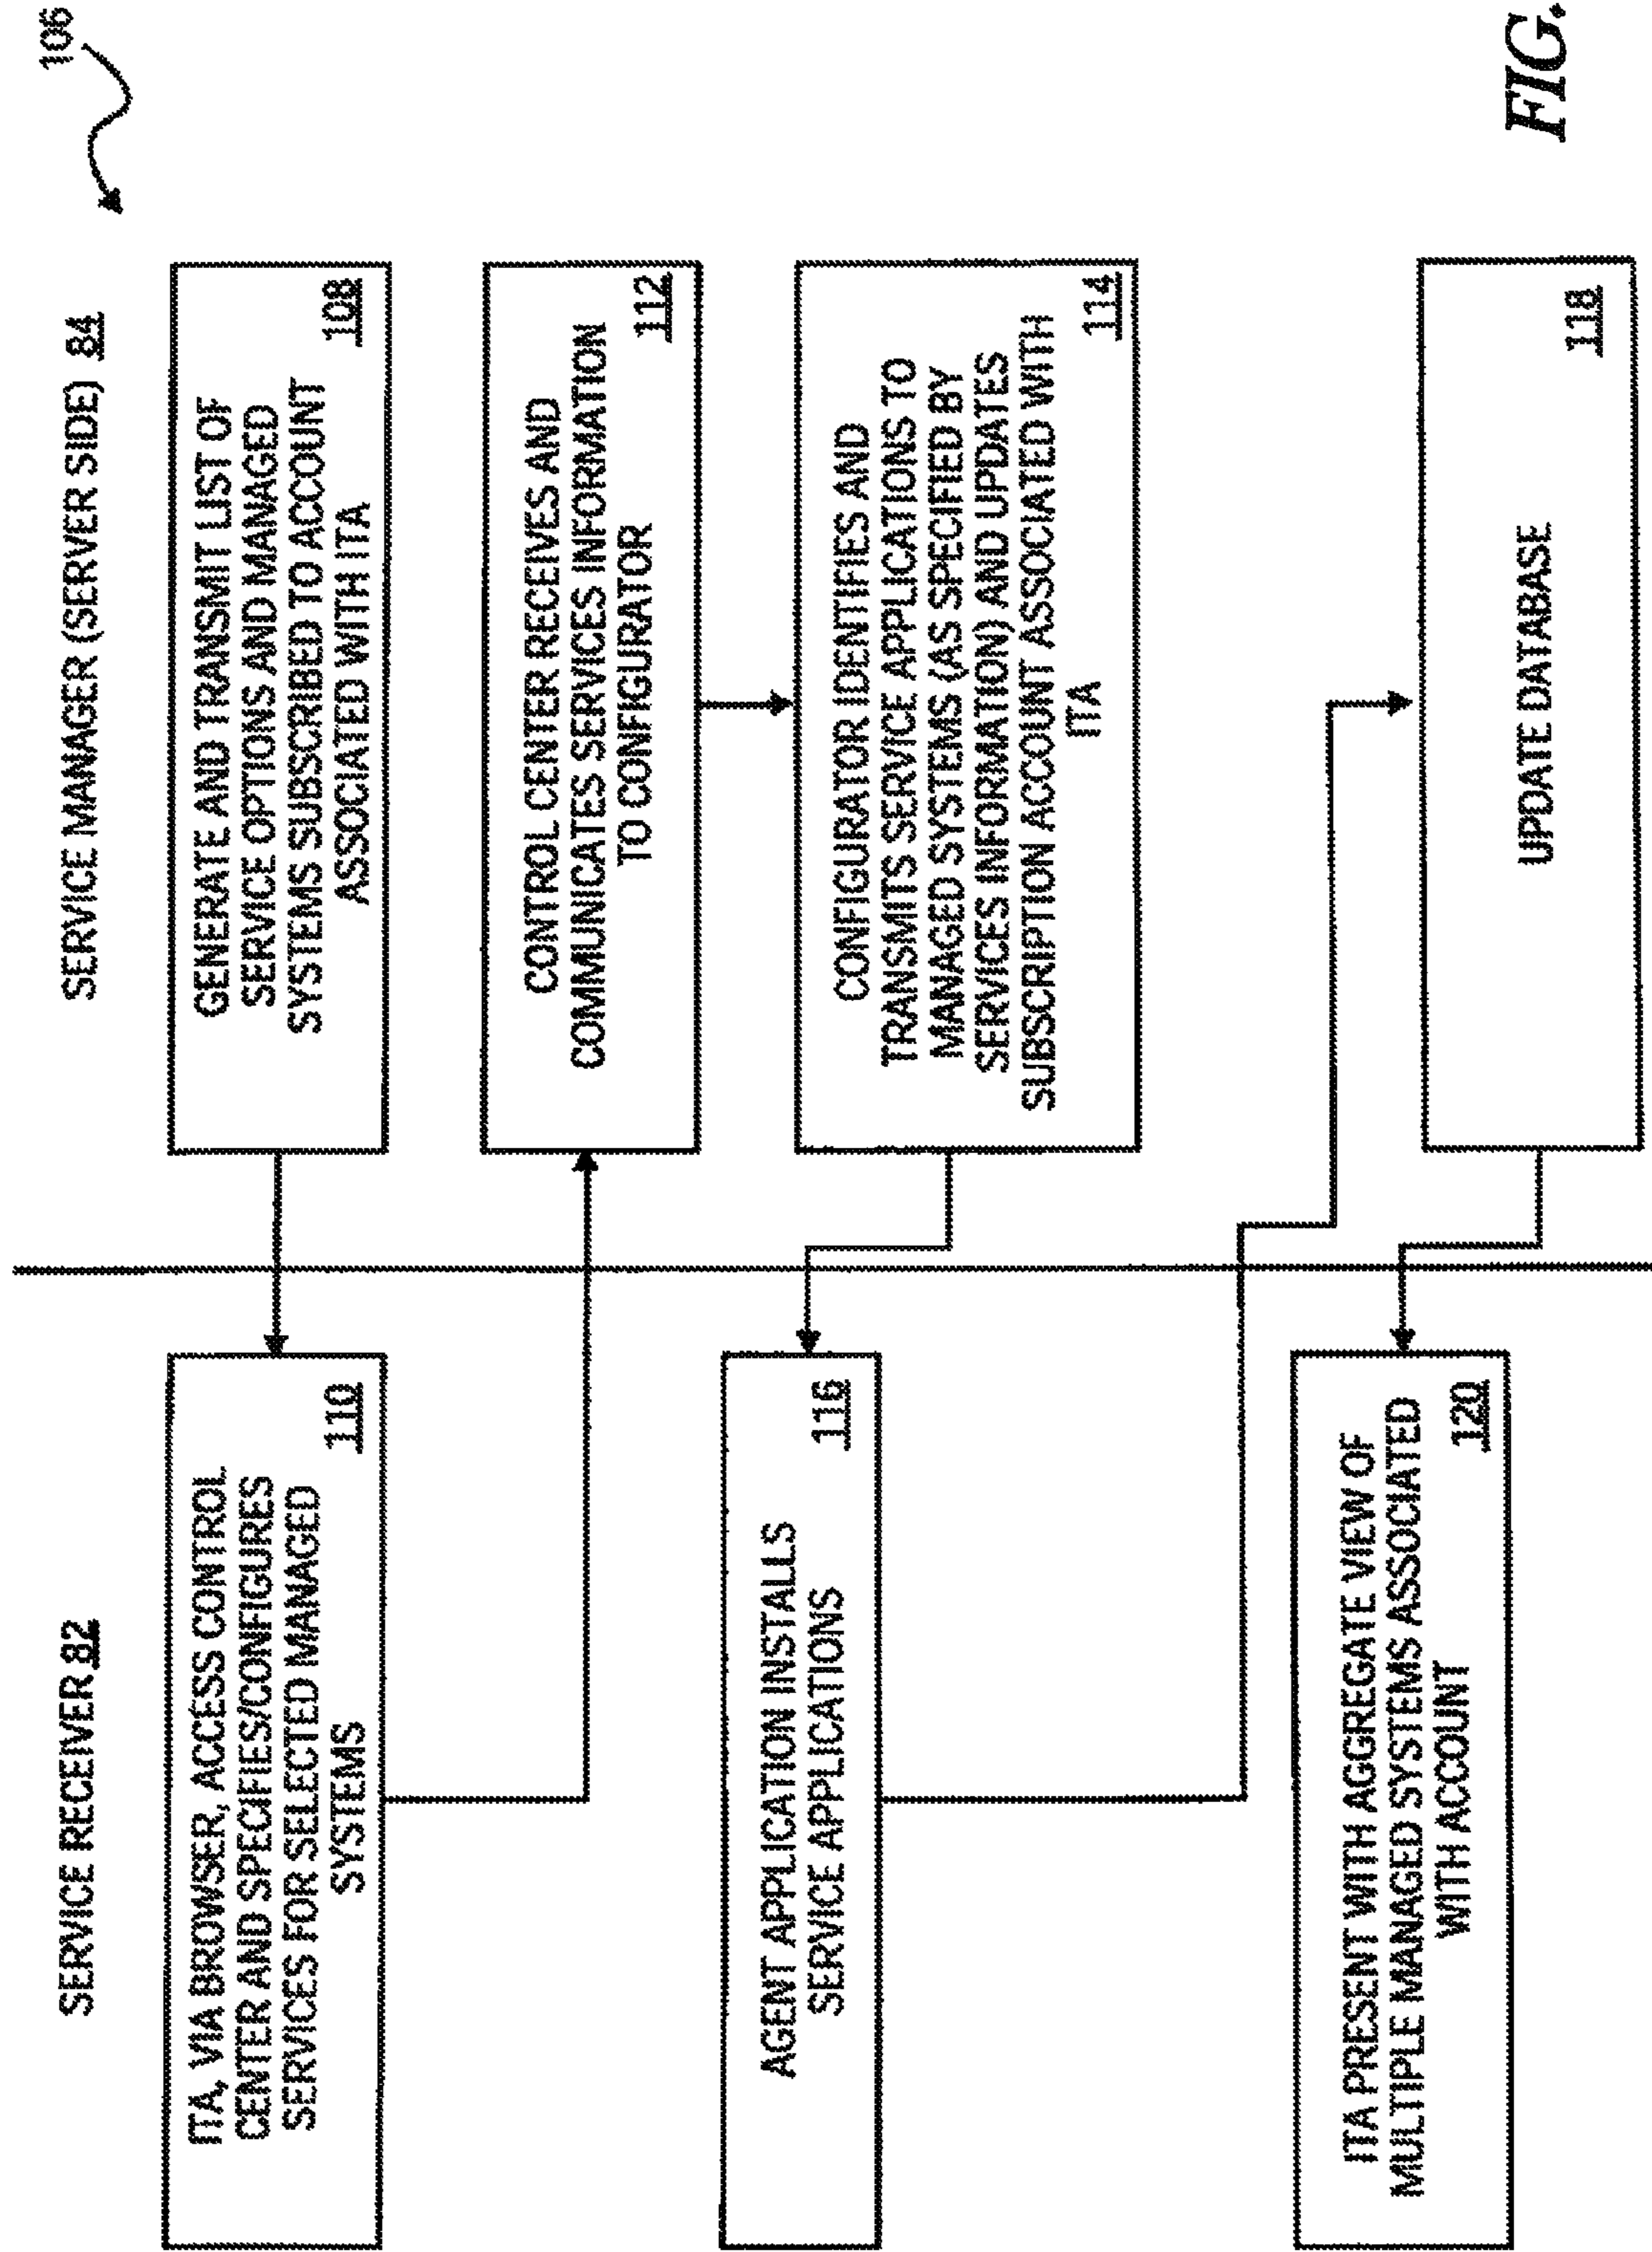 106
SERVICE RECEIVER 82
SERVICE MANAGER (SERVER SIDE) 84
GENERATE AND TRANSMIT LIST OF
SERVICE OPTIONS AND MANAGED
SYSTEMS SUBSCRIBED TO ACCOUNT
ASSOCIATED WITH ITA
108
ITA, VIA BROWSER, ACCESS CONTROL
CENTER AND SPECIFIES/CONFIGURES
SERVICES FOR SELECTED MANAGED
SYSTEMS
110
CONTROL CENTER RECEIVES AND
COMMUNICATES SERVICES INFORMATION
TO CONFIGURATOR
112
CONFIGURATOR IDENTIFIES AND
TRANSMITS SERVICE APPLICATIONS TO
MANAGED SYSTEMS (AS SPECIFIED BY
SERVICES INFORMATION) AND UPDATES
SUBSCRIPTION ACCOUNT ASSOCIATED WITH
ITA
114
AGENT APPLICATION INSTALLS
SERVICE APPLICATIONS
116
UPDATE DATABASE
118
ITA PRESENT WITH AGGREGATE VIEW OF
MULTIPLE MANAGED SYSTEMS ASSOCIATED
WITH ACCOUNT
120
FIG.